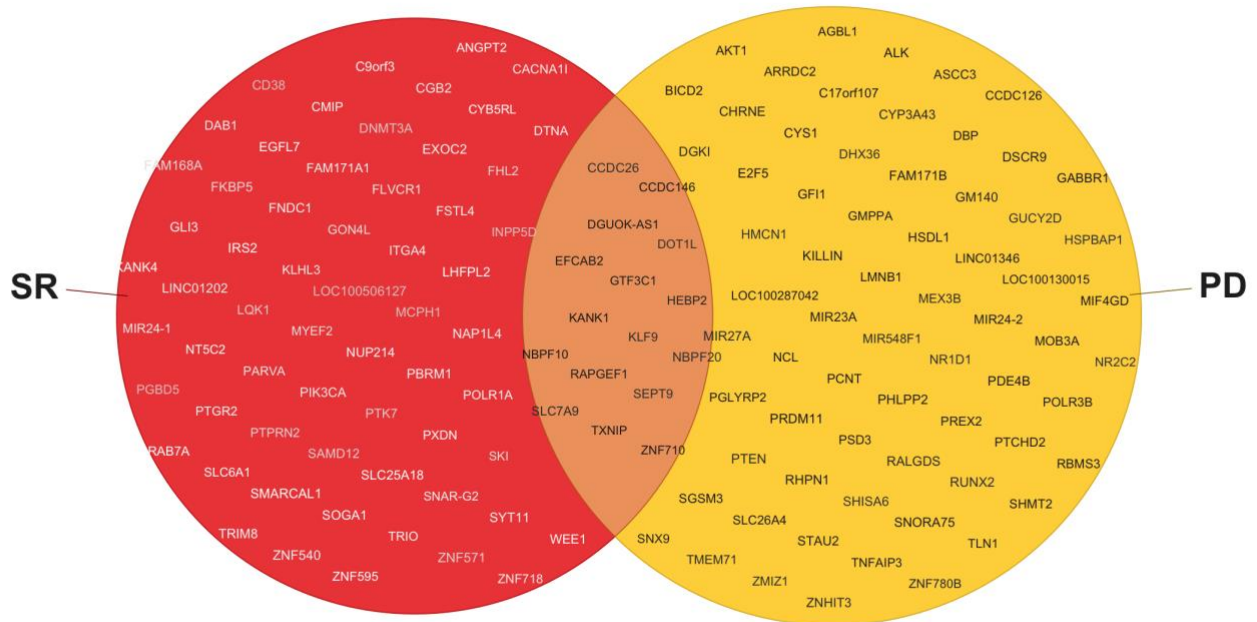 SR
ANGPT2
C9orf3
CACNA1I
CD38
CGB2
CMIP
CYB5RL
DAB1
DNMT3A
DTNA
EGFL7
EXOC2
FAM168A
FAM171A1
FHL2
FKBP5
FLVCR1
FNDC1
FSTL4
GLI3
GON4L
INPP5D
IRS2
ITGA4
KANK4
KLHL3
LHFPL2
LINC01202
LOC100506127
LQK1
MCPH1
MIR24-1
MYEF2
NAP1L4
NT5C2
NUP214
PARVA
PBRM1
PGBD5
PIK3CA
POLR1A
PTGR2
PTK7
PTPRN2
PXDN
RAB7A
SAMD12
SKI
SLC6A1
SLC25A18
SMARCAL1
SNAR-G2
SOGA1
SYT11
TRIM8
TRIO
WEE1
ZNF540
ZNF571
ZNF595
ZNF718
CCDC26
CCDC146
DGUOK-AS1
DOT1L
EFCAB2
GTF3C1
HEBP2
KANK1
KLF9
NBPF10
NBPF20
RAPGEF1
SEPT9
SLC7A9
TXNIP
ZNF710
AGBL1
AKT1
ALK
ARRDC2
ASCC3
BICD2
C17orf107
CCDC126
CHRNE
CYP3A43
CYS1
DBP
DGKI
DHX36
DSCR9
E2F5
FAM171B
GABBR1
GFI1
GM140
GMPPA
GUCY2D
HMCN1
HSDL1
HSPBAP1
KILLIN
LINC01346
LMNB1
LOC100130015
LOC100287042
MEX3B
MIF4GD
MIR23A
MIR24-2
MIR27A
MIR548F1
MOB3A
NCL
NR1D1
NR2C2
PCNT
PDE4B
PGLYRP2
PHLPP2
POLR3B
PRDM11
PREX2
PSD3
PTCHD2
PTEN
RALGDS
RBMS3
RHPN1
RUNX2
SGSM3
SHISA6
SHMT2
SLC26A4
SNORA75
SNX9
STAU2
TLN1
TMEM71
TNFAIP3
ZMIZ1
ZNF780B
ZNHIT3
PD